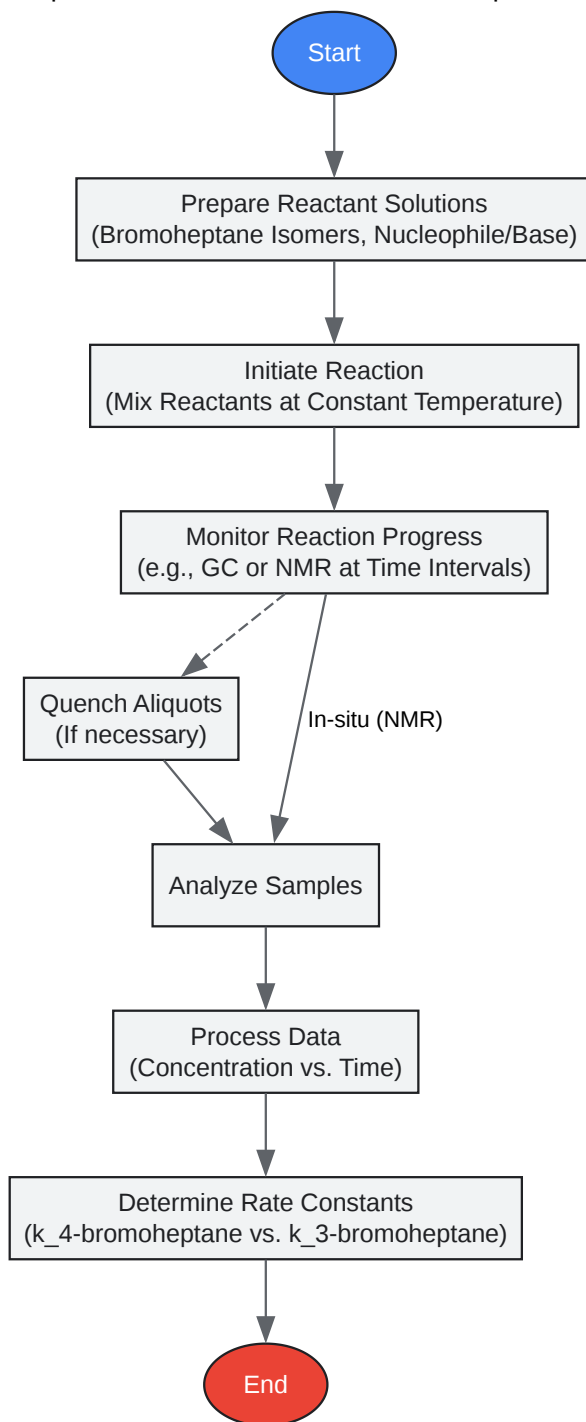 Start
Prepare Reactant Solutions
(Bromoheptane Isomers, Nucleophile/Base)
Initiate Reaction
(Mix Reactants at Constant Temperature)
Monitor Reaction Progress
(e.g., GC or NMR at Time Intervals)
Quench Aliquots
(If necessary)
In-situ (NMR)
Analyze Samples
Process Data
(Concentration vs. Time)
Determine Rate Constants
(k_4-bromoheptane vs. k_3-bromoheptane)
End